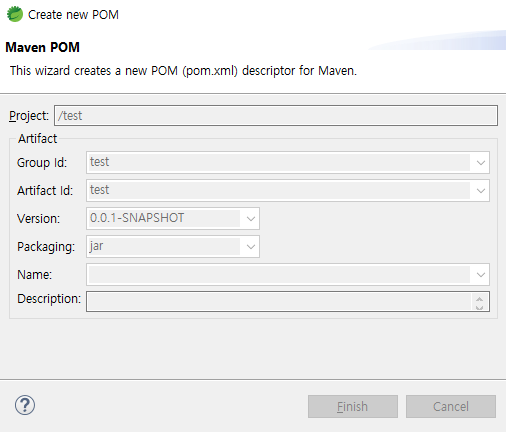 Create new POM
Maven POM
This wizard creates a new POM (pom.xml) descriptor for Maven.
Project: /test
Artifact
Group Id: test
Artifact Id: test
Version: 0.0.1-SNAPSHOT
Packaging: jar
Name:
Description:
? Finish Cancel